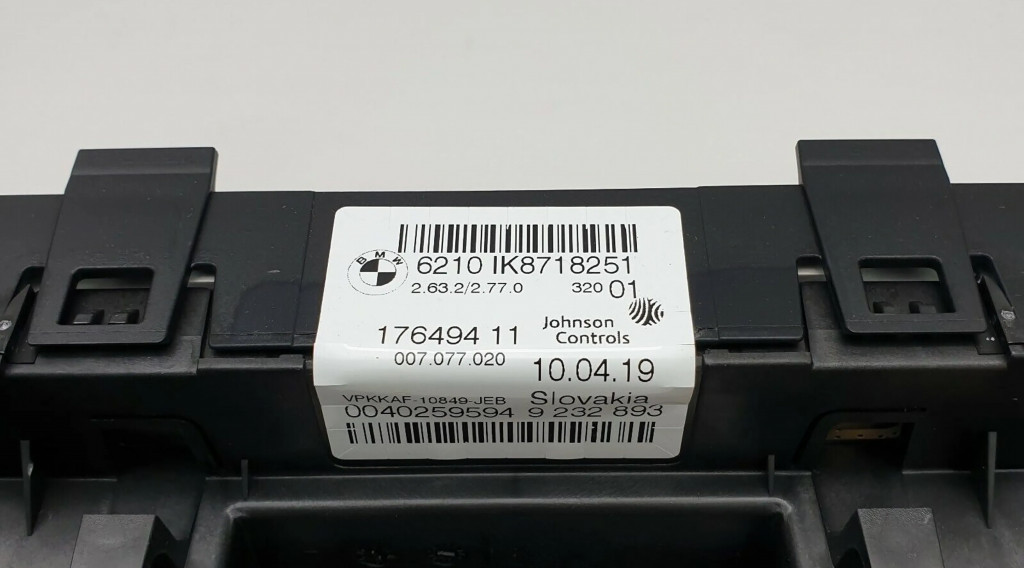 BMW
6210 IK8718251
2.63.2/2.77.0 320 01
176494 11 Johnson Controls
007.077.020 10.04.19
VPKKAF-10849-JEB Slovakia
0040259594 9 232 893